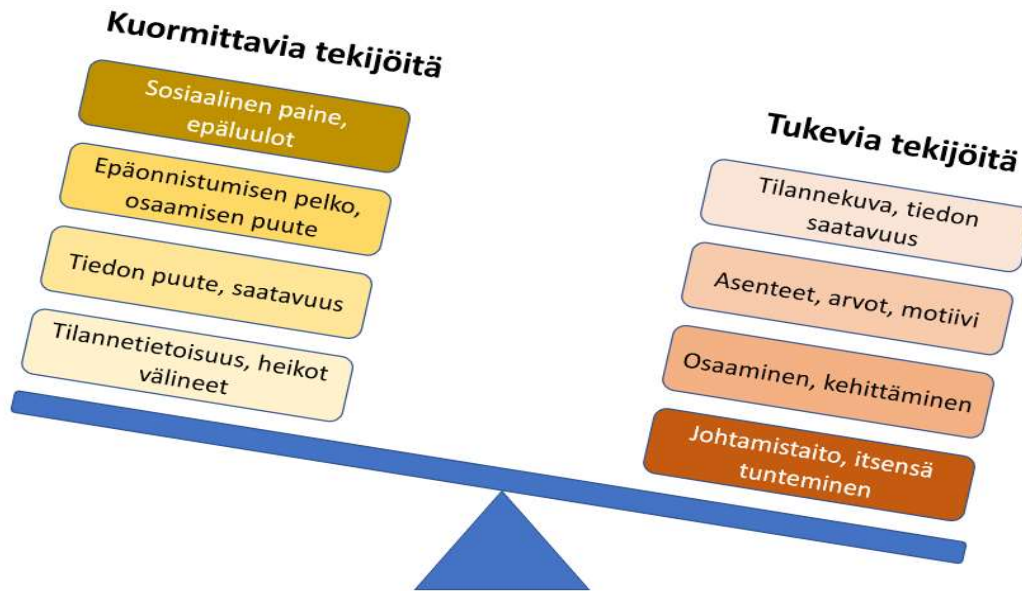 Kuormittavia tekijöitä
Sosiaalinen paine,
epäluulot
Epäonnistumisen pelko,
osaamisen puute
Tiedon puute, saatavuus
Tilannetietoisuus, heikot
välineet
Tukevia tekijöitä
Tilannekuva, tiedon
saatavuus
Asenteet, arvot, motiivi
Osaaminen, kehittäminen
Johtamistaito, itsensä
tunteminen